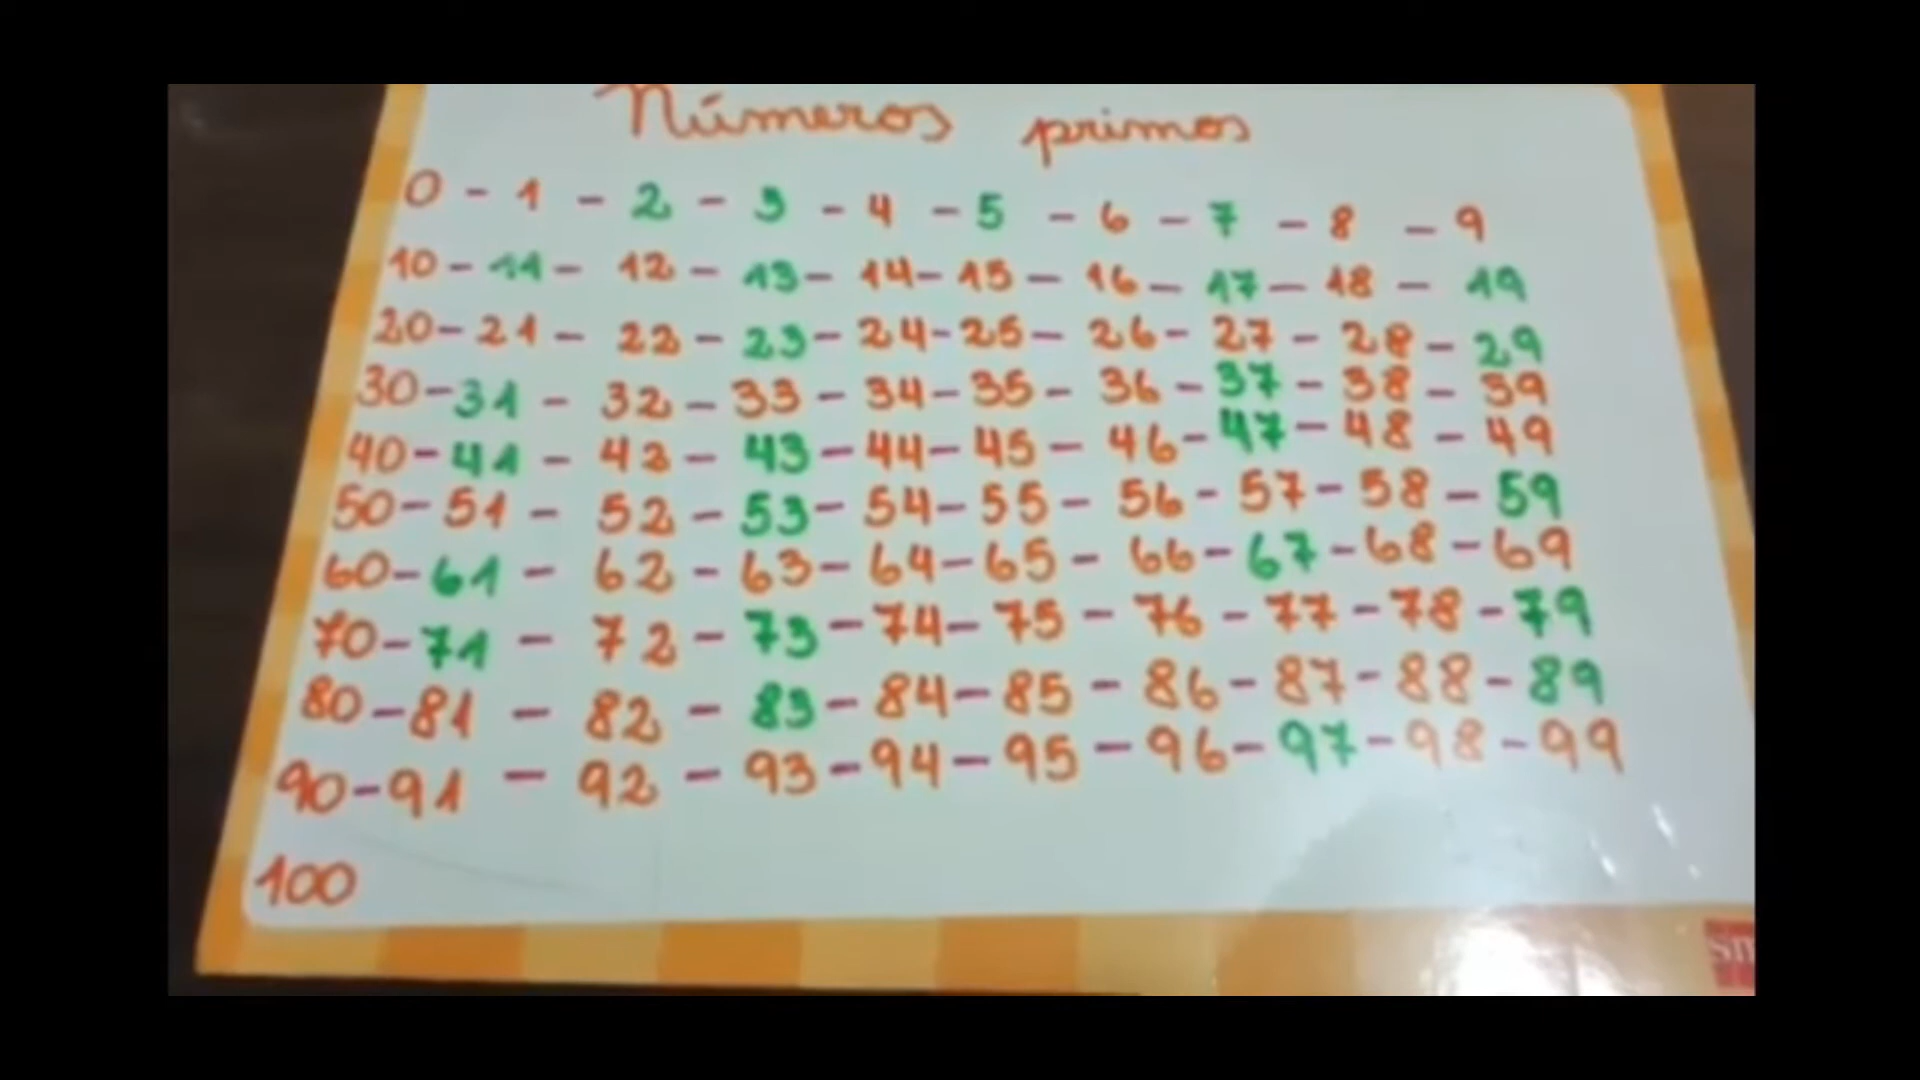 Números primos
0 - 1 - 2 - 3 - 4 - 5 - 6 - 7 - 8 - 9
10 - 11 - 12 - 13 - 14 - 15 - 16 - 17 - 18 - 19
20 - 21 - 22 - 23 - 24 - 25 - 26 - 27 - 28 - 29
30 - 31 - 32 - 33 - 34 - 35 - 36 - 37 - 38 - 39
40 - 41 - 42 - 43 - 44 - 45 - 46 - 47 - 48 - 49
50 - 51 - 52 - 53 - 54 - 55 - 56 - 57 - 58 - 59
60 - 61 - 62 - 63 - 64 - 65 - 66 - 67 - 68 - 69
70 - 71 - 72 - 73 - 74 - 75 - 76 - 77 - 78 - 79
80 - 81 - 82 - 83 - 84 - 85 - 86 - 87 - 88 - 89
90 - 91 - 92 - 93 - 94 - 95 - 96 - 97 - 98 - 99
100